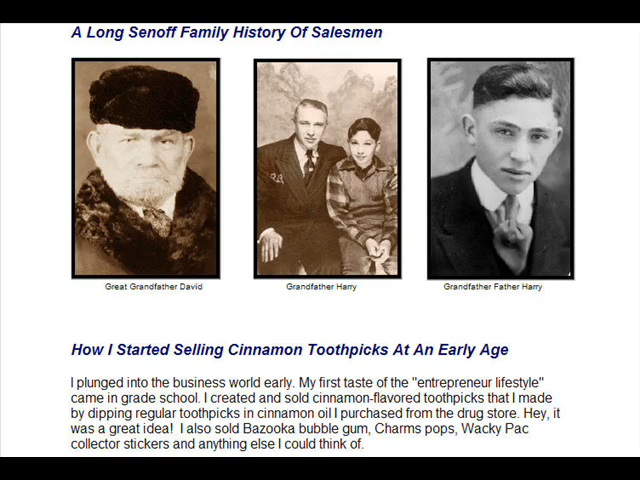 A Long Senoff Family History Of Salesmen
Great Grandfather David
Grandfather Harry
Grandfather Father Harry
How I Started Selling Cinnamon Toothpicks At An Early Age
I plunged into the business world early. My first taste of the "entrepreneur lifestyle"
came in grade school. I created and sold cinnamon-flavored toothpicks that I made
by dipping regular toothpicks in cinnamon oil I purchased from the drug store. Hey, it
was a great idea!  I also sold Bazooka bubble gum, Charms pops, Wacky Pac
collector stickers and anything else I could think of.